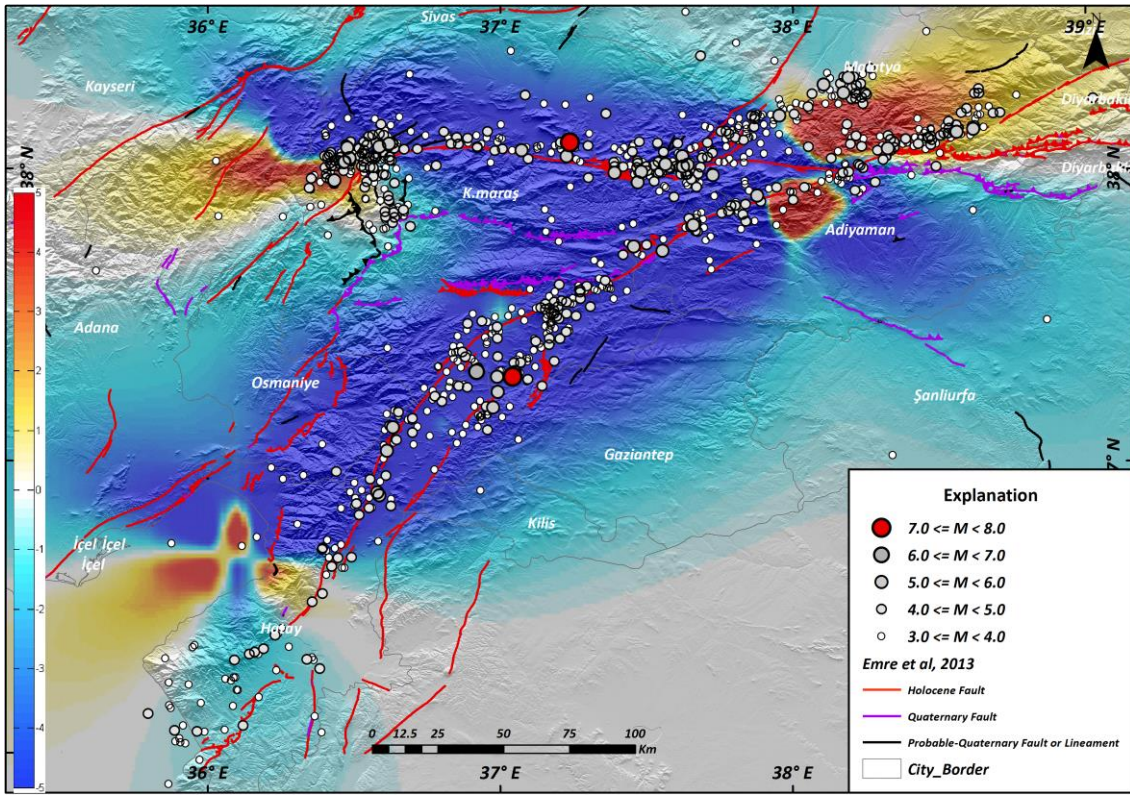 36° E
37° E
38° E
39° E
Sivas
Kayseri
Malatya
Diyarbakir
38° N
38° N
Diyarbakir
K.maraş
Adiyaman
5
4
3
2
1
0
-1
-2
-3
-4
-5
Adana
Osmaniye
Şanliurfa
Gaziantep
7° N
Kilis
İçel İçel
İçel
Hatay
Explanation
7.0 <= M < 8.0
6.0 <= M < 7.0
5.0 <= M < 6.0
4.0 <= M < 5.0
3.0 <= M < 4.0
Emre et al, 2013
Holocene Fault
Quaternary Fault
Probable-Quaternary Fault or Lineament
City_Border
0 12.5 25 50 75 100
Km
36° E
37° E
38° E